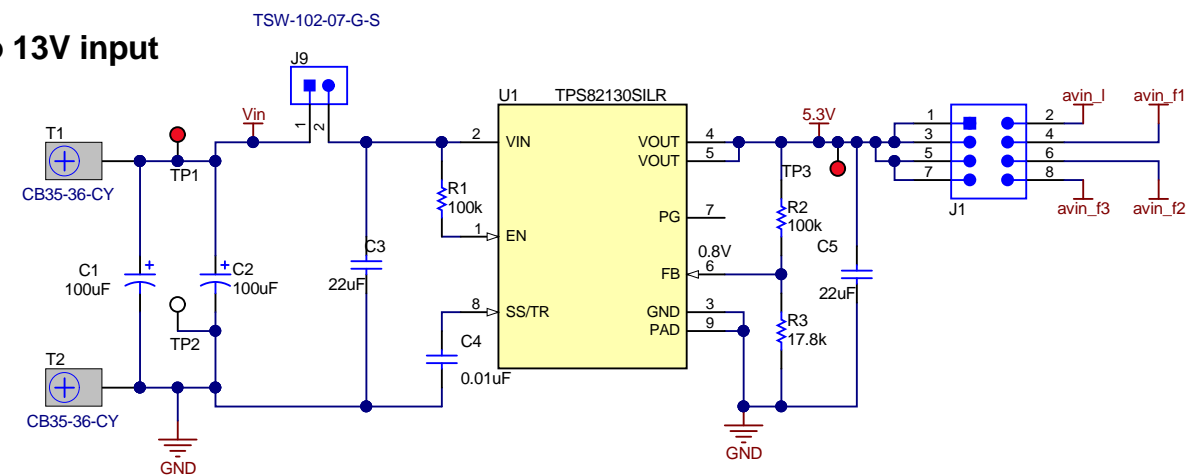 TSW-102-07-G-S
13V input
J9
1
2
Vin
T1
TP1
CB35-36-CY
C1
100uF
C2
100uF
TP2
T2
CB35-36-CY
GND
C3
22uF
R1
100k
U1
TPS82130SILR
2
VIN
1
EN
8
SS/TR
C4
0.01uF
VOUT
4
VOUT
5
PG
7
FB
6
0.8V
GND
3
PAD
9
5.3V
TP3
R2
100k
R3
17.8k
C5
22uF
GND
1
3
5
7
2
4
6
8
J1
avin_l
avin_f1
avin_f3
avin_f2